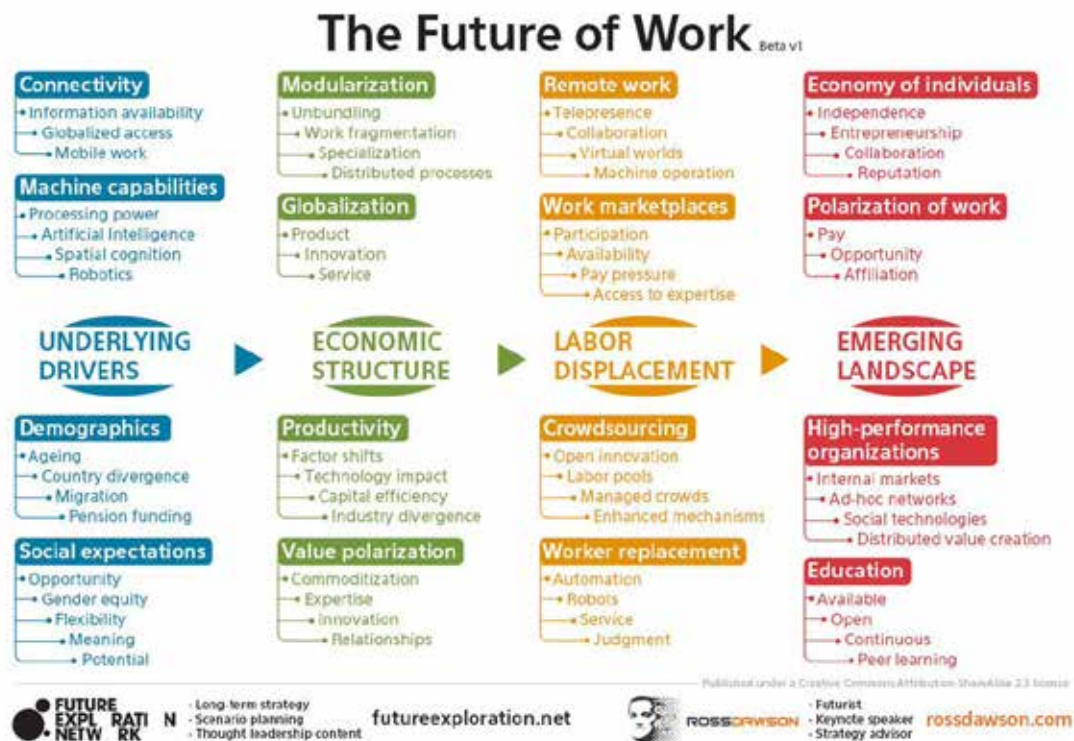 The Future of Work Beta v1
Connectivity
Information availability
Globalized access
Mobile work
Machine capabilities
Processing power
Artificial Intelligence
Spatial cognition
Robotics
Modularization
Unbundling
Work fragmentation
Specialization
Distributed processes
Globalization
Product
Innovation
Service
Remote work
Telepresence
Collaboration
Virtual worlds
Machine operation
Work marketplaces
Participation
Availability
Pay pressure
Access to expertise
Economy of individuals
Independence
Entrepreneurship
Collaboration
Reputation
Polarization of work
Pay
Opportunity
Affiliation
UNDERLYING
DRIVERS
ECONOMIC
STRUCTURE
LABOR
DISPLACEMENT
EMERGING
LANDSCAPE
Demographics
Ageing
Country divergence
Migration
Pension funding
Social expectations
Opportunity
Gender equity
Flexibility
Meaning
Potential
Productivity
Factor shifts
Technology impact
Capital efficiency
Industry divergence
Value polarization
Commoditization
Expertise
Innovation
Relationships
Crowdsourcing
Open innovation
Labor pools
Managed crowds
Enhanced mechanisms
Worker replacement
Automation
Robots
Service
Judgment
High-performance
organizations
Internal markets
Ad-hoc networks
Social technologies
Distributed value creation
Education
Available
Open
Continuous
Peer learning
Published under a Creative Commons Attribution-ShareAlike 2.5 licence
FUTURE
EXPL RATI N
NETW RK
- Long-term strategy
- Scenario planning
- Thought leadership content
futureexploration.net
ROSSDAWSON
- Futurist
- Keynote speaker
- Strategy advisor
rossdawson.com